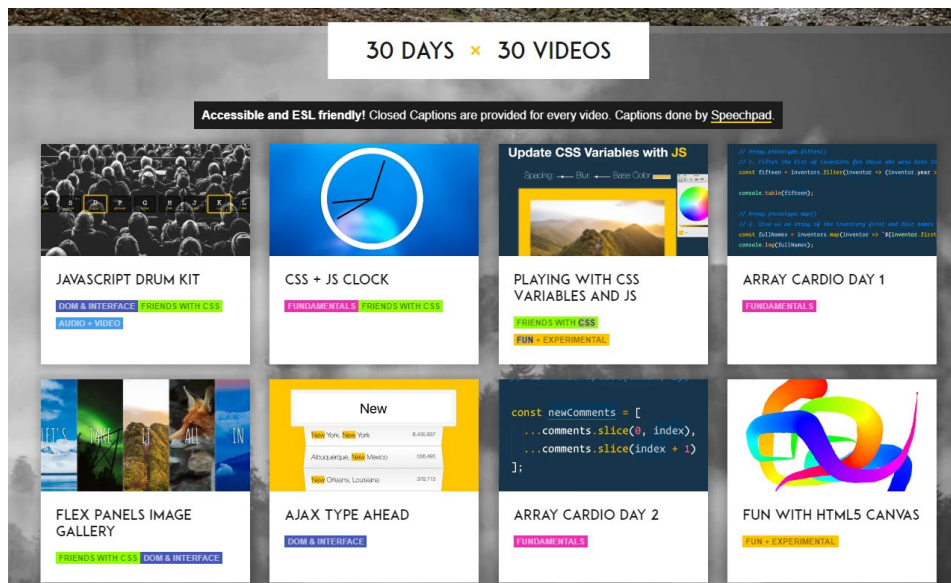 30 DAYS × 30 VIDEOS
Accessible and ESL friendly! Closed Captions are provided for every video. Captions done by Speechpad.
A S D F G H J K L
JAVASCRIPT DRUM KIT
DOM & INTERFACE FRIENDS WITH CSS
AUDIO + VIDEO
CSS + JS CLOCK
FUNDAMENTALS FRIENDS WITH CSS
Update CSS Variables with JS
Spacing: Blur Base Color
PLAYING WITH CSS
VARIABLES AND JS
FRIENDS WITH CSS
FUN + EXPERIMENTAL
// Array.prototype.filter()
// 1. Filter the list of inventors for those who were born
const fifteen = inventors.filter(inventor => (inventor.year >
console.table(fifteen);
// Array.prototype.map()
// 2. Give us an array of the inventory first and last names
const fullNames = inventors.map(inventor => `${inventor.first
console.log(fullNames);
ARRAY CARDIO DAY 1
FUNDAMENTALS
LET'S TAKE IT ALL IN
FLEX PANELS IMAGE
GALLERY
FRIENDS WITH CSS DOM & INTERFACE
New
New York, New York
Albuquerque, New Mexico
New Orleans, Louisiana
AJAX TYPE AHEAD
DOM & INTERFACE
const newComments = [
...comments.slice(0, index),
...comments.slice(index + 1)
];
ARRAY CARDIO DAY 2
FUNDAMENTALS
FUN WITH HTML5 CANVAS
FUN + EXPERIMENTAL